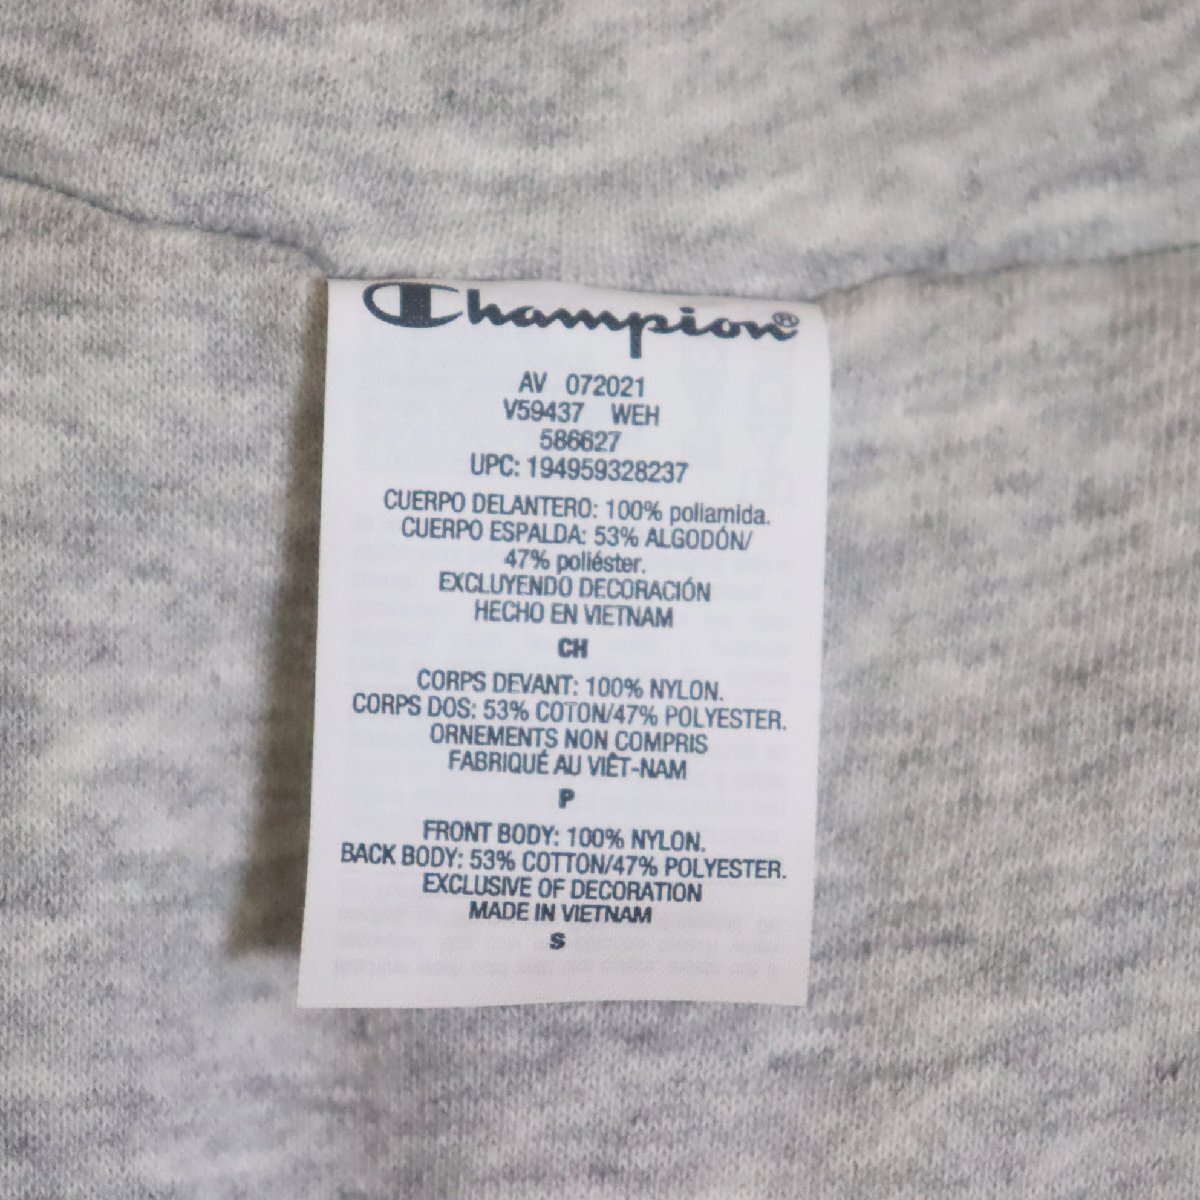 Champion®
AV 072021
V59437 WEH
586627
UPC: 194959328237
CUERPO DELANTERO: 100% poliamida.
CUERPO ESPALDA: 53% ALGODÓN/
47% poliéster.
EXCLUYENDO DECORACIÓN
HECHO EN VIETNAM
CH
CORPS DEVANT: 100% NYLON.
CORPS DOS: 53% COTON/47% POLYESTER.
ORNEMENTS NON COMPRIS
FABRIQUÉ AU VIÊT-NAM
P
FRONT BODY: 100% NYLON.
BACK BODY: 53% COTTON/47% POLYESTER.
EXCLUSIVE OF DECORATION
MADE IN VIETNAM
S